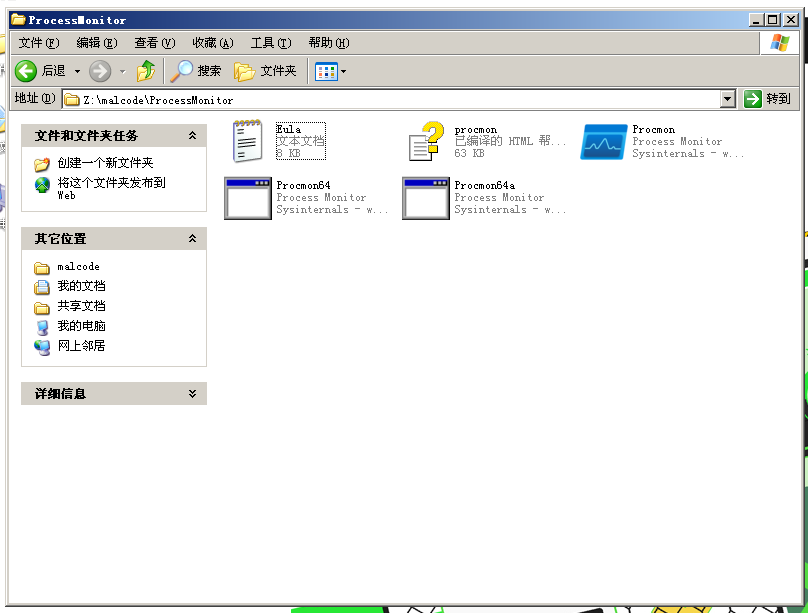 ProcessMonitor
文件(F) 编辑(E) 查看(V) 收藏(A) 工具(T) 帮助(H)
后退 搜索 文件夹
地址(D) Z:\malcode\ProcessMonitor 转到
文件和文件夹任务
创建一个新文件夹
将这个文件夹发布到
Web
其它位置
malcode
我的文档
共享文档
我的电脑
网上邻居
详细信息
Eula
文本文档
8 KB
procmon
已编译的 HTML 帮...
63 KB
Procmon
Process Monitor
Sysinternals - w...
Procmon64
Process Monitor
Sysinternals - w...
Procmon64a
Process Monitor
Sysinternals - w...